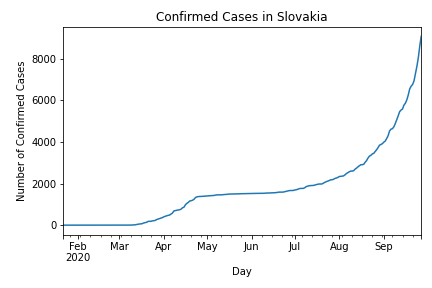 Confirmed Cases in Slovakia
Number of Confirmed Cases
8000
6000
4000
2000
0
Feb Mar Apr May Jun Jul Aug Sep
2020
Day